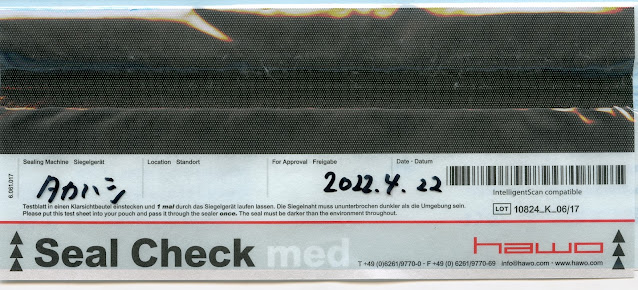 6.091.017
Sealing Machine Siegelgerät
Location Standort
For Approval Freigabe
Date - Datum
タカハシ
2022.4.22
IntelligentScan compatible
Testblatt in einen Klarsichtbeutel einstecken und 1 mal durch das Siegelgerät laufen lassen. Die Siegelnaht muss ununterbrochen dunkler als die Umgebung sein.
Please put this test sheet into your pouch and pass it through the sealer once. The seal must be darker than the environment throughout.
LOT 10824_K_06/17
Seal Check med
hawo
T +49 (0)6261/9770-0 - F +49 (0) 6261/9770-69 info@hawo.com - www.hawo.com